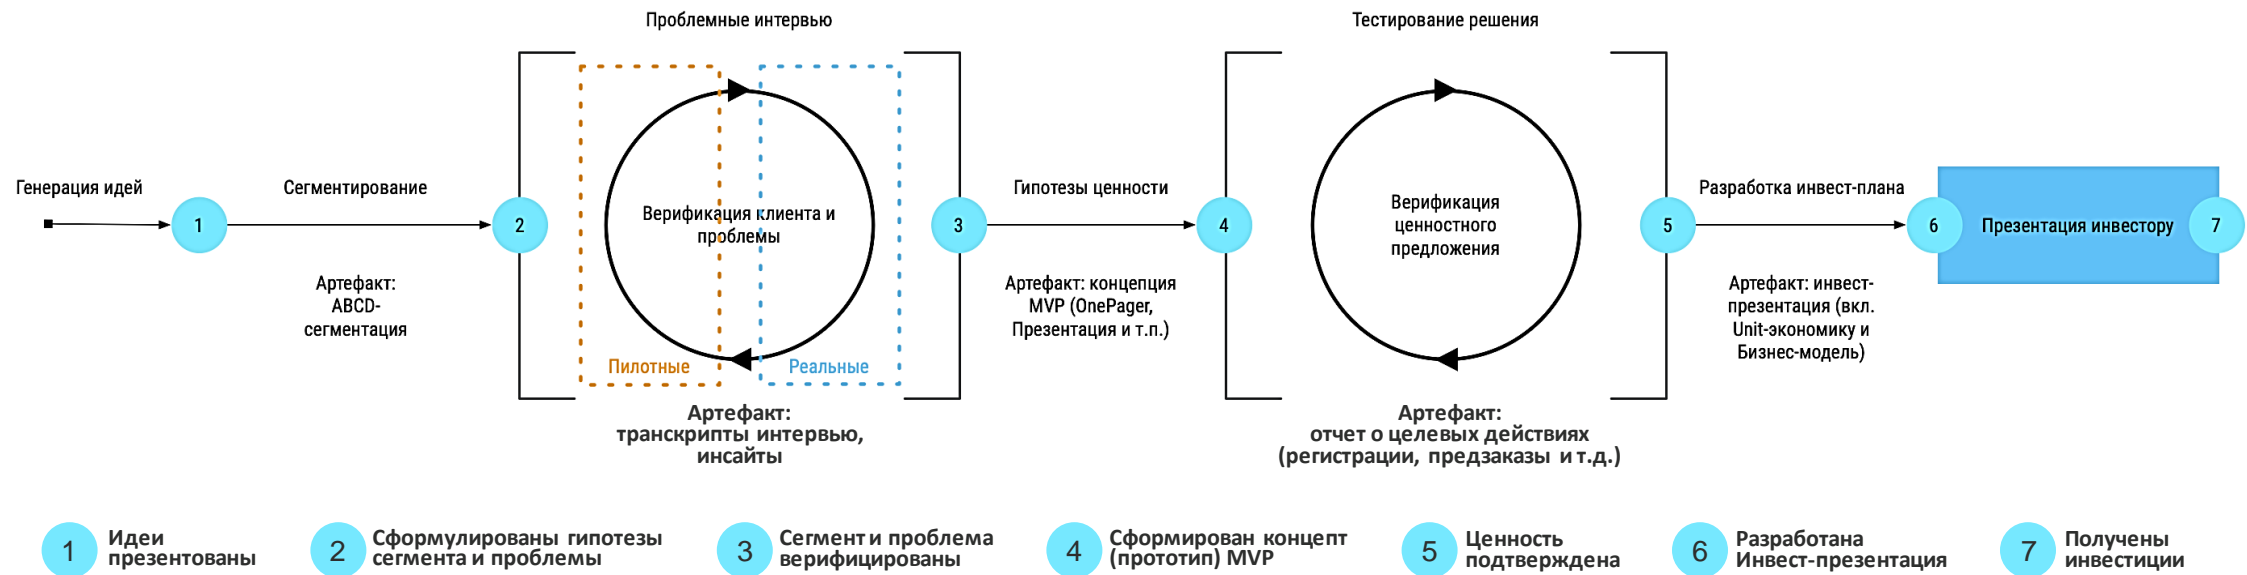 Проблемные интервью
Тестирование решения
Генерация идей
1
Сегментирование
Артефакт:
ABCD-
сегментация
2
Верификация клиента и
проблемы
Пилотные
Реальные
Артефакт:
транскрипты интервью,
инсайты
3
Гипотезы ценности
Артефакт: концепция
MVP (OnePager,
Презентация и т.п.)
4
Верификация
ценностного
предложения
Артефакт:
отчет о целевых действиях
(регистрации, предзаказы и т.д.)
5
Разработка инвест-плана
Артефакт: инвест-
презентация (вкл.
Unit-экономику и
Бизнес-модель)
6
Презентация инвестору
7
1
Идеи
презентованы
2
Сформулированы гипотезы
сегмента и проблемы
3
Сегмент и проблема
верифицированы
4
Сформирован концепт
(прототип) MVP
5
Ценность
подтверждена
6
Разработана
Инвест-презентация
7
Получены
инвестиции